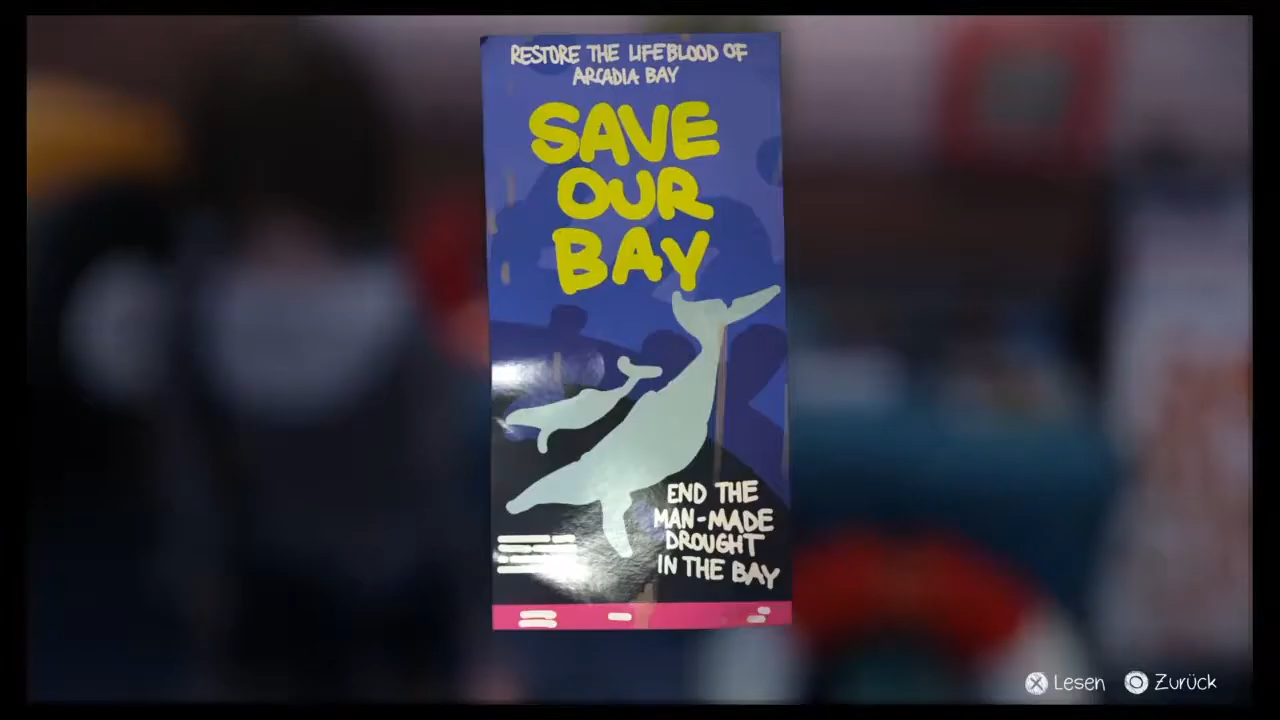 RESTORE THE LIFEBLOOD OF
ARCADIA BAY
SAVE
OUR
BAY
END THE
MAN-MADE
DROUGHT
IN THE BAY
Lesen
Zurück